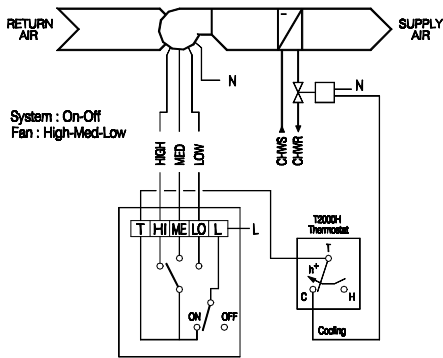 RETURN
AIR
SUPPLY
AIR
N
N
System : On-Off
Fan : High-Med-Low
HIGH
MED
LOW
CHWS
CHWR
T HI ME LO L
L
T2000H
Thermostat
T
h+
C
H
ON
OFF
Cooling